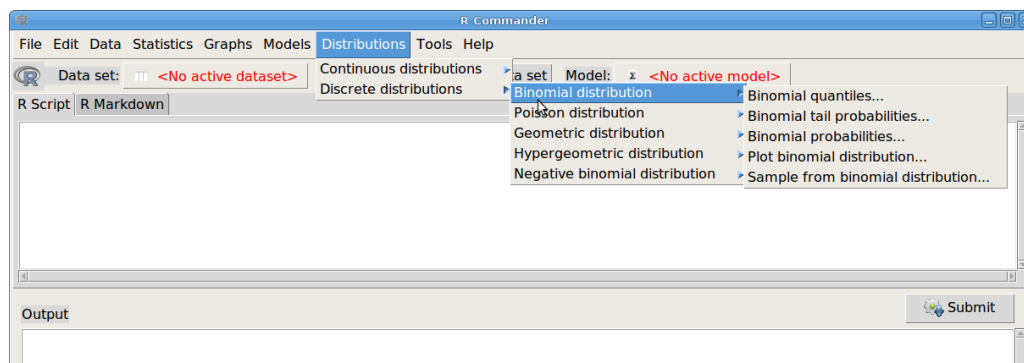 R Commander
File Edit Data Statistics Graphs Models Distributions Tools Help
R Data set: <No active dataset> a set Model: Σ <No active model>
Continuous distributions
Discrete distributions
R Script R Markdown
Binomial distribution
Poisson distribution
Geometric distribution
Hypergeometric distribution
Negative binomial distribution
Binomial quantiles...
Binomial tail probabilities...
Binomial probabilities...
Plot binomial distribution...
Sample from binomial distribution...
Output
Submit